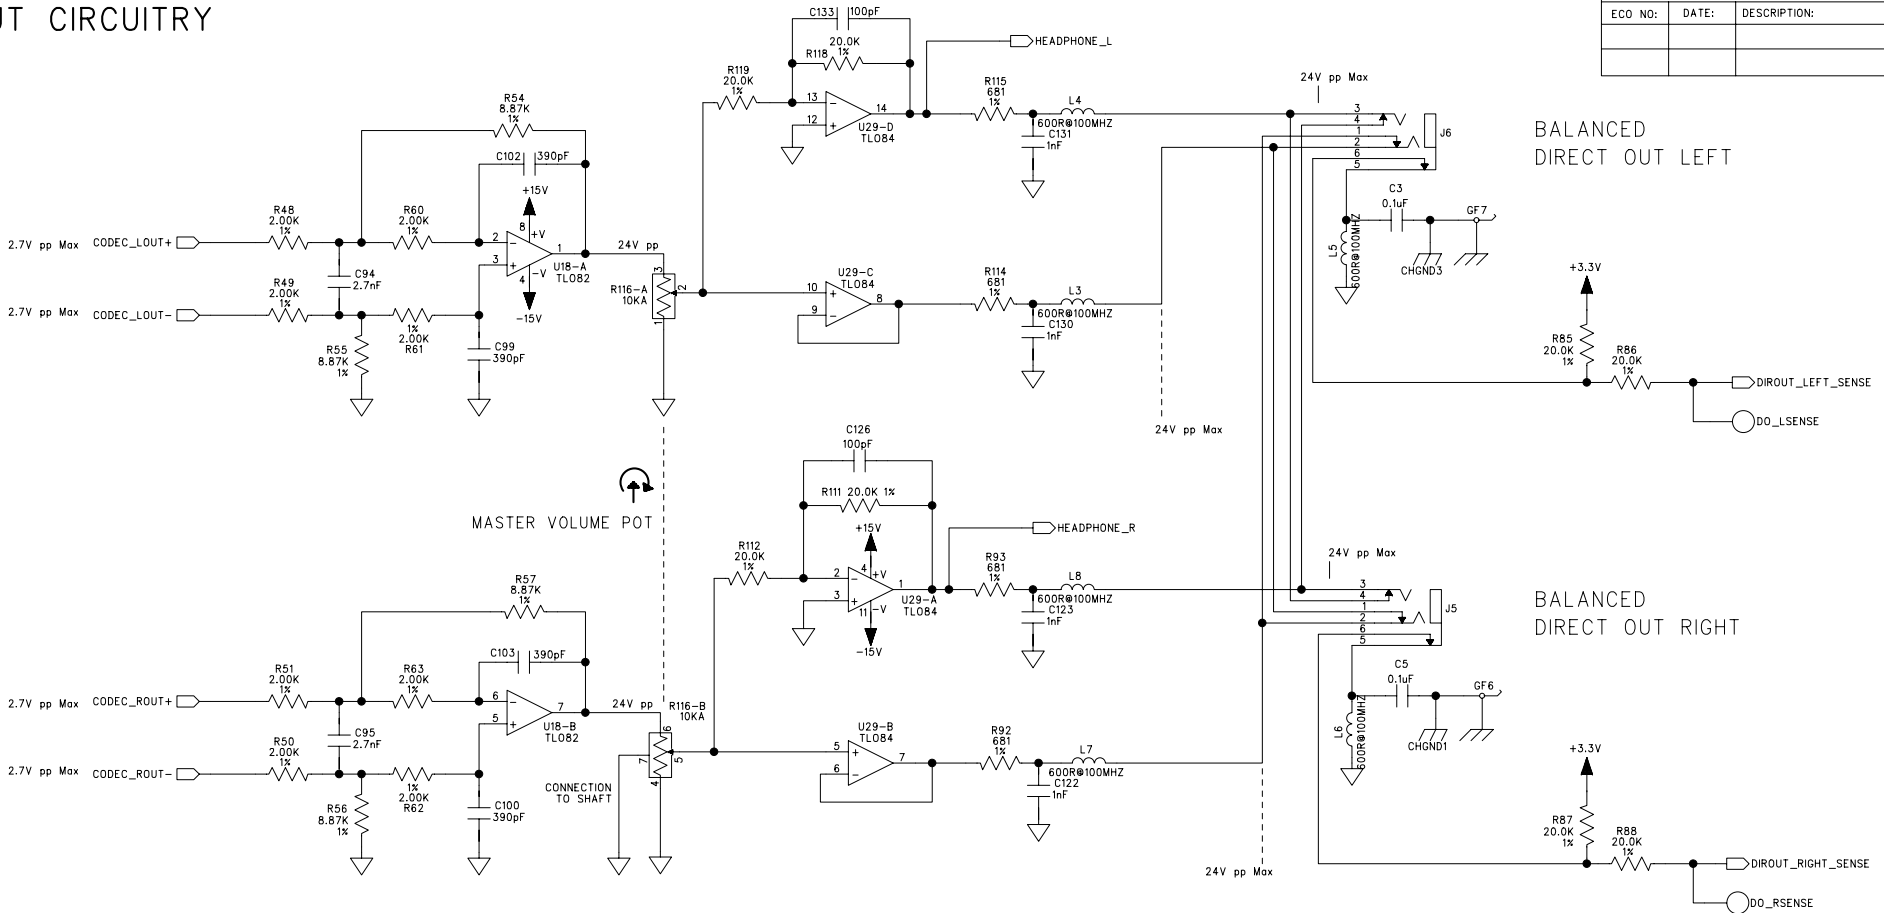 UT CIRCUITRY
ECO NO: DATE: DESCRIPTION:
C133 100pF
20.0K
1%
R118
HEADPHONE_L
R119
20.0K
1%
13
12
14
U29-D
TL084
R115
681
1%
L4
600R@100MHZ
C131
1nF
24V pp Max
3
4
1
2
6
5
J6
BALANCED
DIRECT OUT LEFT
R54
8.87K
1%
C102 390pF
+15V
8
+V
2
3
1
4
-V
U18-A
TL082
-15V
R48
2.00K
1%
R60
2.00K
1%
2.7V pp Max CODEC_LOUT+
C94
2.7nF
R49
2.00K
1%
2.7V pp Max CODEC_LOUT-
1%
2.00K
R61
R55
8.87K
1%
C99
390pF
24V pp
R116-A
10KA
3
2
1
U29-C
TL084
10
9
8
R114
681
1%
L3
600R@100MHZ
C130
1nF
24V pp Max
C3
0.1uF
GF7
CHGND3
L5
600R@100MHZ
+3.3V
R85
20.0K
1%
R86
20.0K
1%
DIROUT_LEFT_SENSE
DO_LSENSE
MASTER VOLUME POT
C126
100pF
R111 20.0K 1%
+15V
4
+V
HEADPHONE_R
R112
20.0K
1%
2
3
1
11
-V
U29-A
TL084
-15V
R93
681
1%
L8
600R@100MHZ
C123
1nF
24V pp Max
3
4
1
2
6
5
J5
BALANCED
DIRECT OUT RIGHT
R57
8.87K
1%
C103 390pF
6
5
7
U18-B
TL082
R51
2.00K
1%
R63
2.00K
1%
2.7V pp Max CODEC_ROUT+
C95
2.7nF
R50
2.00K
1%
2.7V pp Max CODEC_ROUT-
1%
2.00K
R62
R56
8.87K
1%
C100
390pF
24V pp
R116-B
10KA
6
7
5
4
CONNECTION
TO SHAFT
U29-B
TL084
5
6
7
R92
681
1%
L7
600R@100MHZ
C122
1nF
24V pp Max
C5
0.1uF
GF6
CHGND1
L6
600R@100MHZ
+3.3V
R87
20.0K
1%
R88
20.0K
1%
DIROUT_RIGHT_SENSE
DO_RSENSE